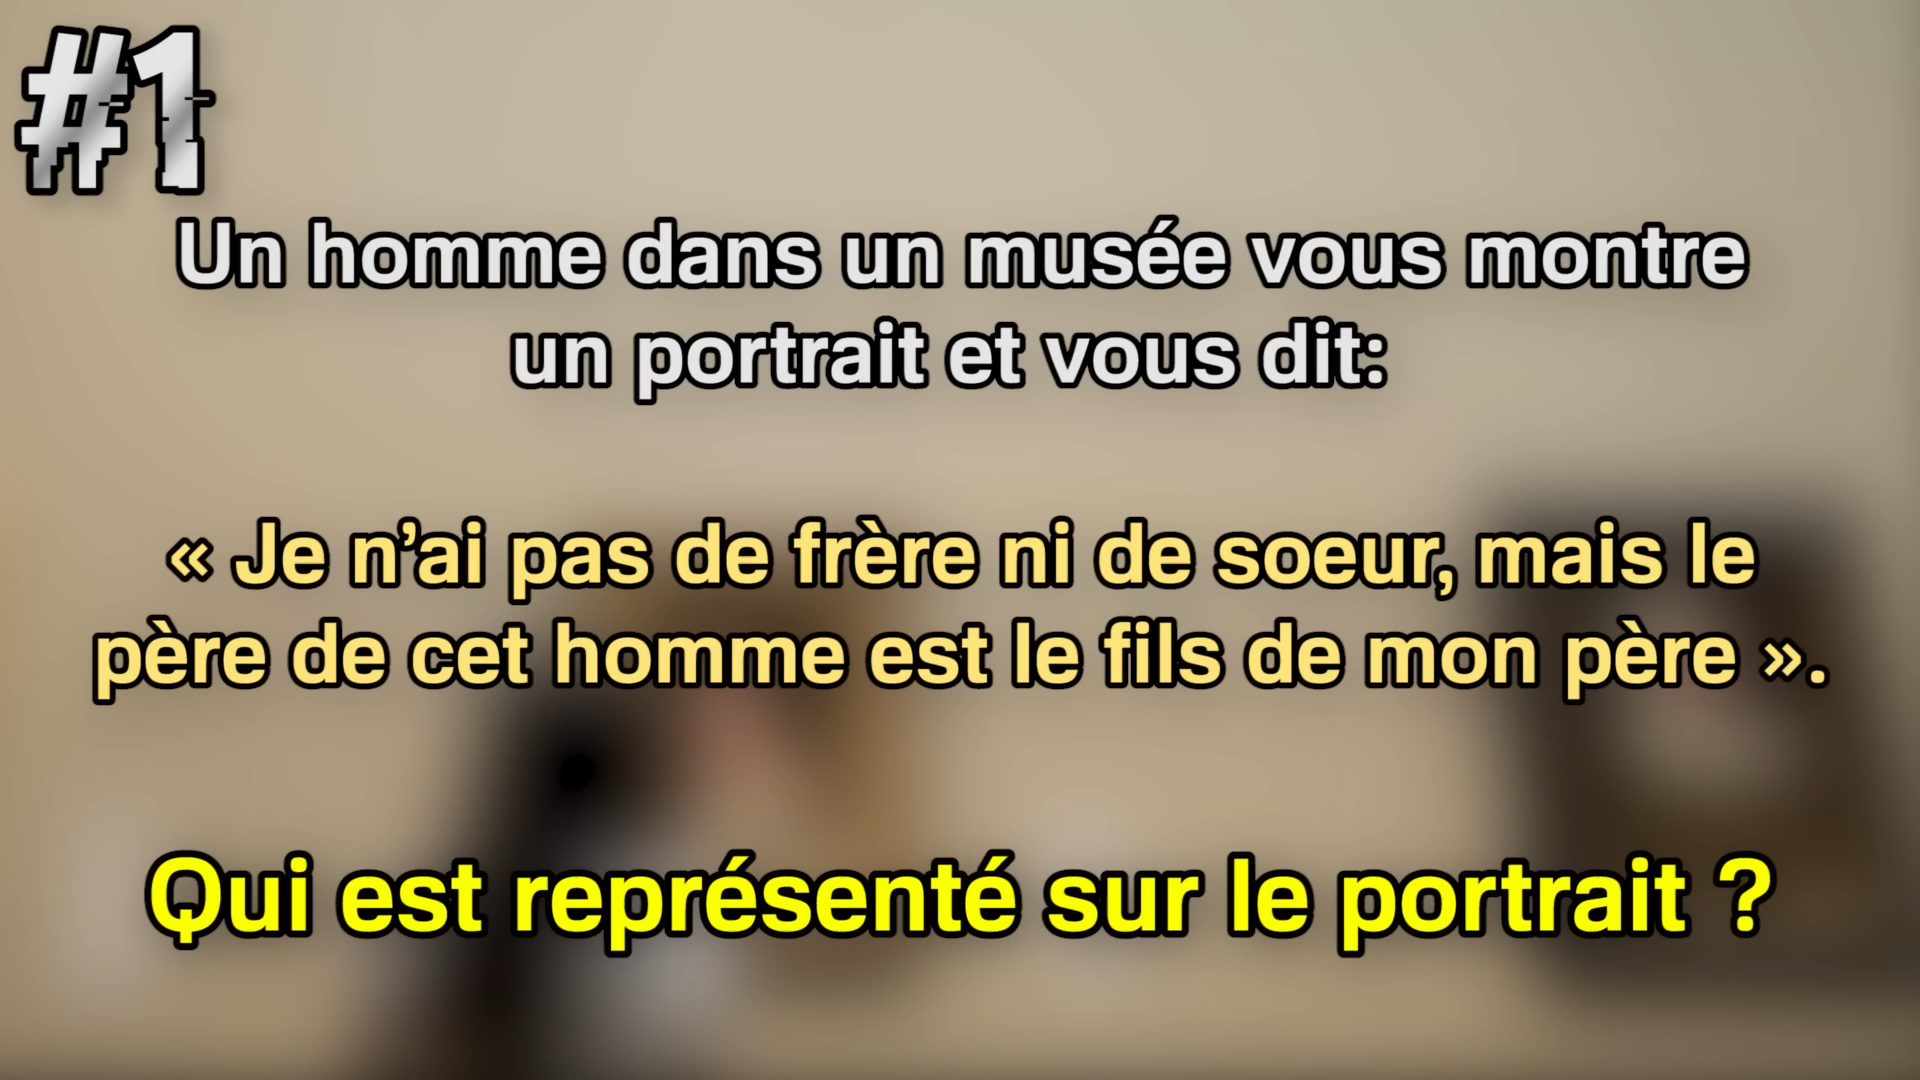 #1
Un homme dans un musée vous montre
un portrait et vous dit:
« Je n’ai pas de frère ni de soeur, mais le
père de cet homme est le fils de mon père ».
Qui est représenté sur le portrait ?